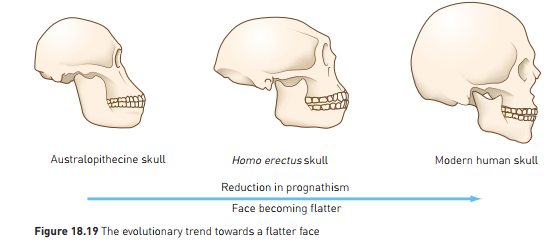 Australopithecine skull
Homo erectus skull
Modern human skull
Reduction in prognathism
Face becoming flatter
Figure 18.19 The evolutionary trend towards a flatter face